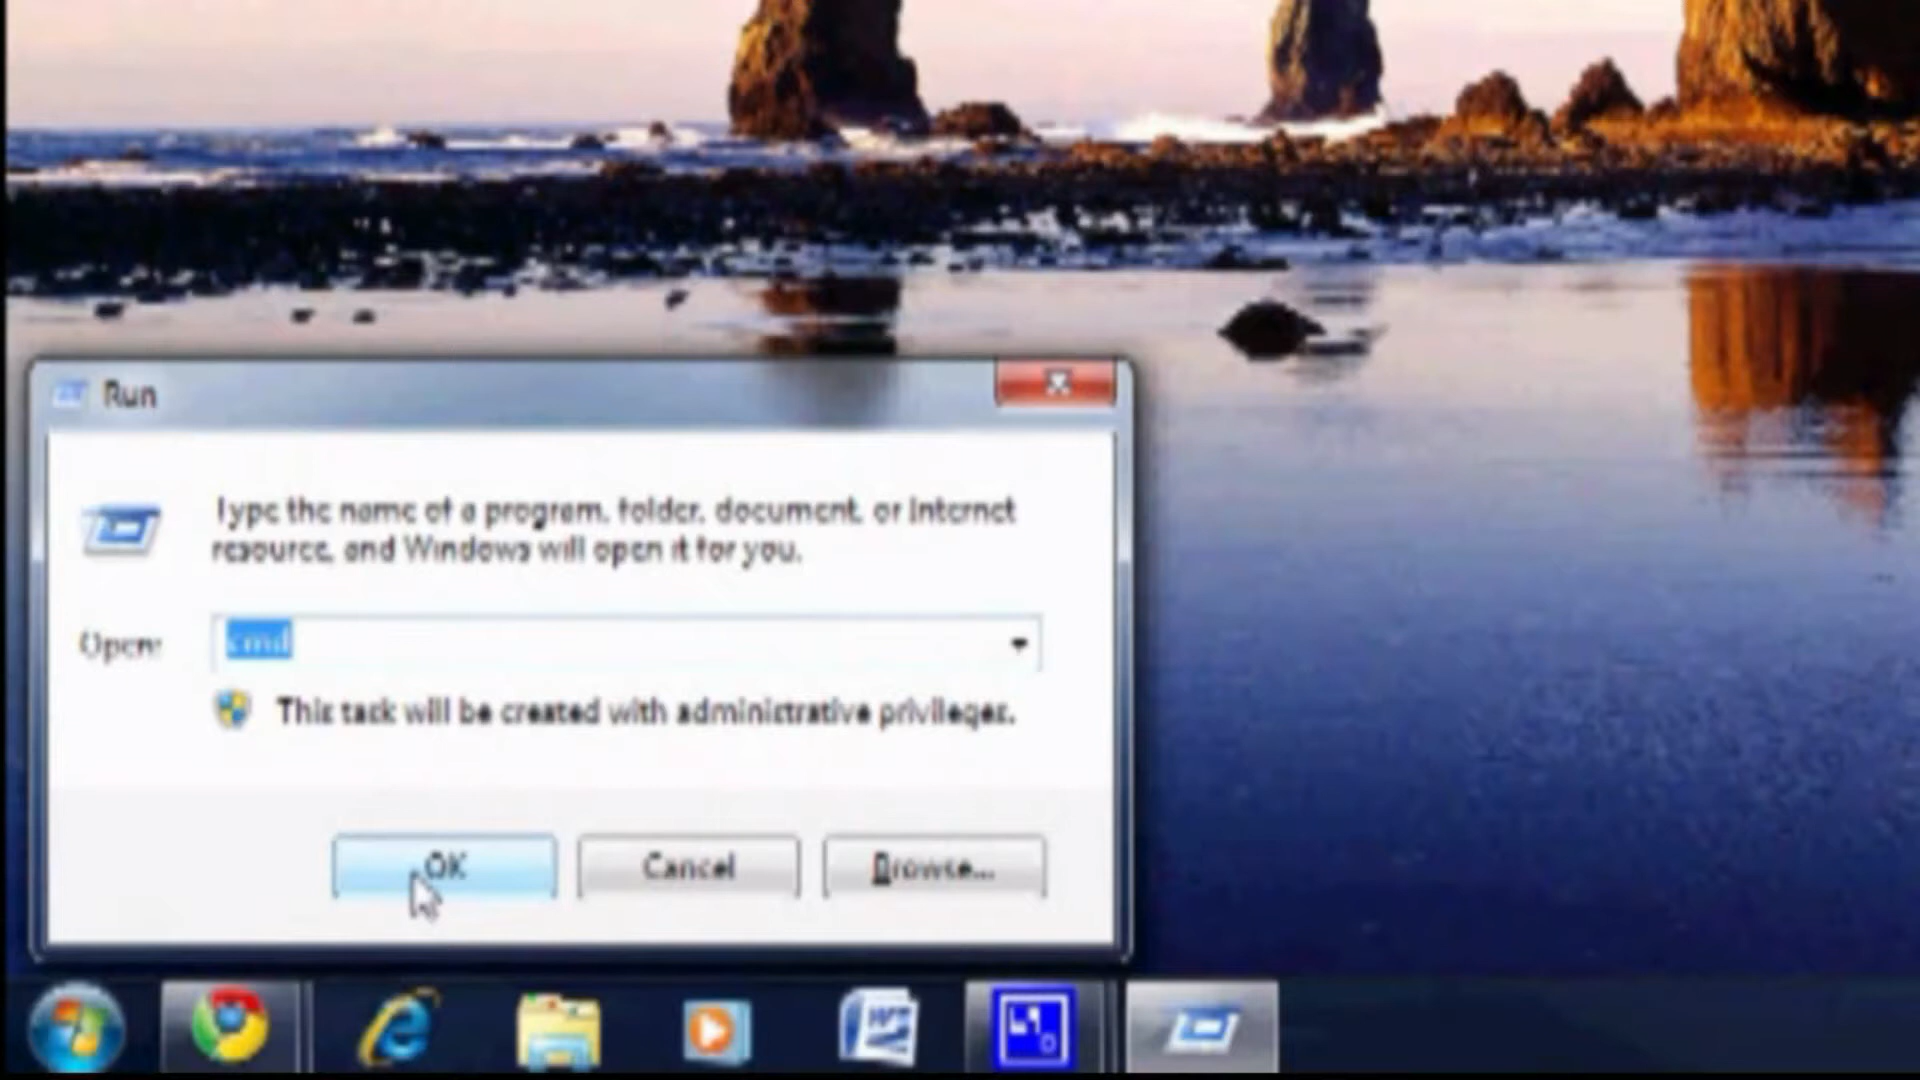 Run
Type the name of a program, folder, document, or Internet
resource, and Windows will open it for you.
Open:
cmd
This task will be created with administrative privileges.
OK
Cancel
Browse...